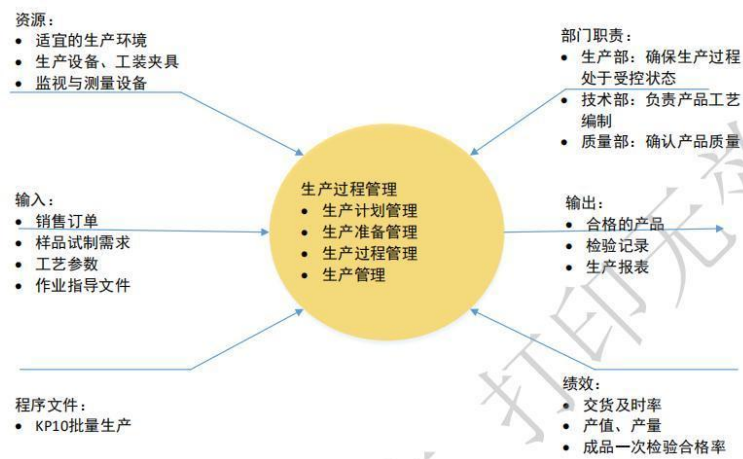 资源：
• 适宜的生产环境
• 生产设备、工装夹具
• 监视与测量设备
部门职责：
• 生产部：确保生产过程
处于受控状态
• 技术部：负责产品工艺
编制
• 质量部：确认产品质量
输入：
• 销售订单
• 样品试制需求
• 工艺参数
• 作业指导文件
生产过程管理
• 生产计划管理
• 生产准备管理
• 生产过程管理
• 生产管理
输出：
• 合格的产品
• 检验记录
• 生产报表
程序文件：
• KP10批量生产
绩效：
• 交货及时率
• 产值、产量
• 成品一次检验合格率
打印无效